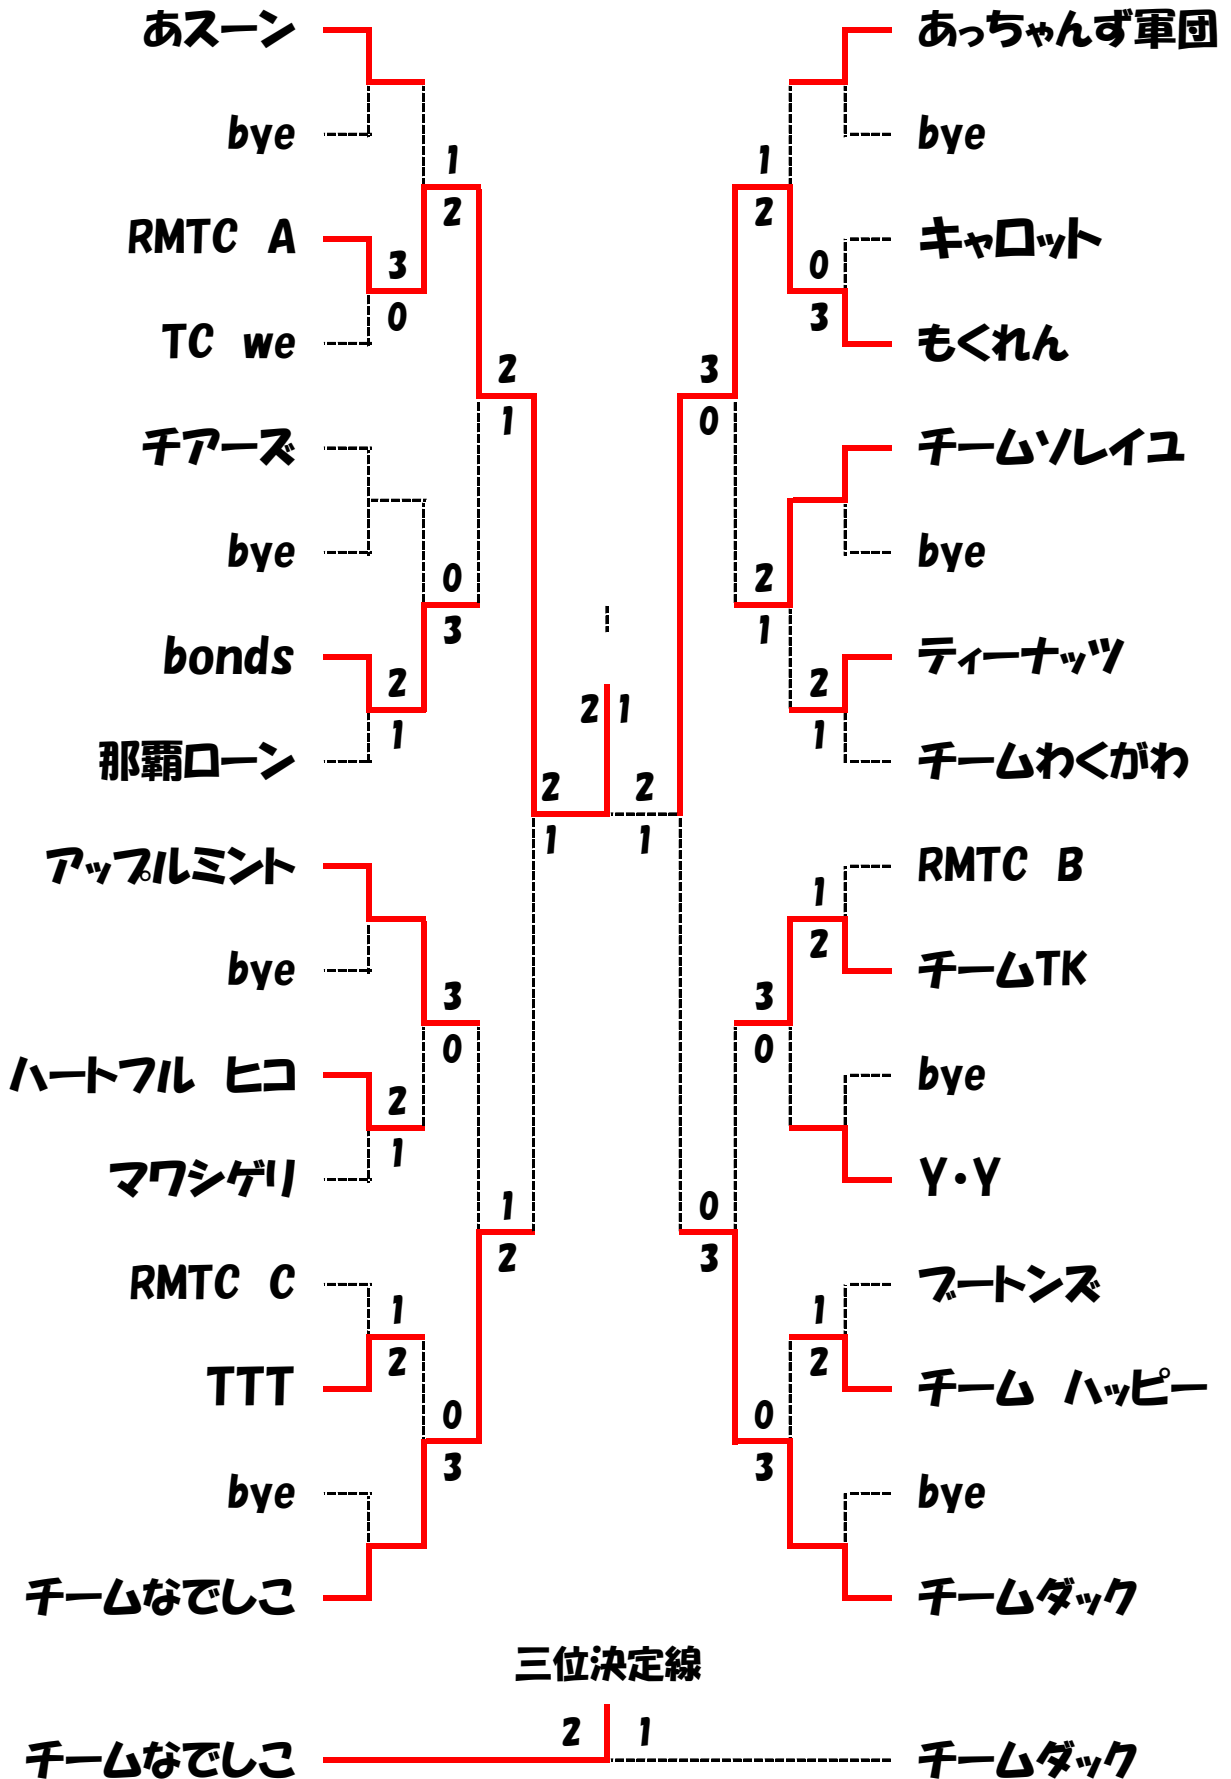 あスーン
あっちゃんず軍団
bye
bye
1
1
RMTC A
2
2
キャロット
3
0
0
3
TC we
もくれん
2
3
1
0
チアーズ
チームソレイユ
bye
bye
0
2
3
1
bonds
ティーナッツ
2
2
2 1
1
1
那覇ローン
チームわくがわ
2
2
1
1
アップルミント
RMTC B
1
2
bye
チームTK
3
3
0
0
ハートフル ヒコ
bye
2
1
マワシゲリ
Y・Y
1
0
2
3
RMTC C
ブートンズ
1
1
2
2
TTT
チーム ハッピー
0
0
3
3
bye
bye
チームなでしこ
チームダック
三位決定線
2
1
チームなでしこ
チームダック